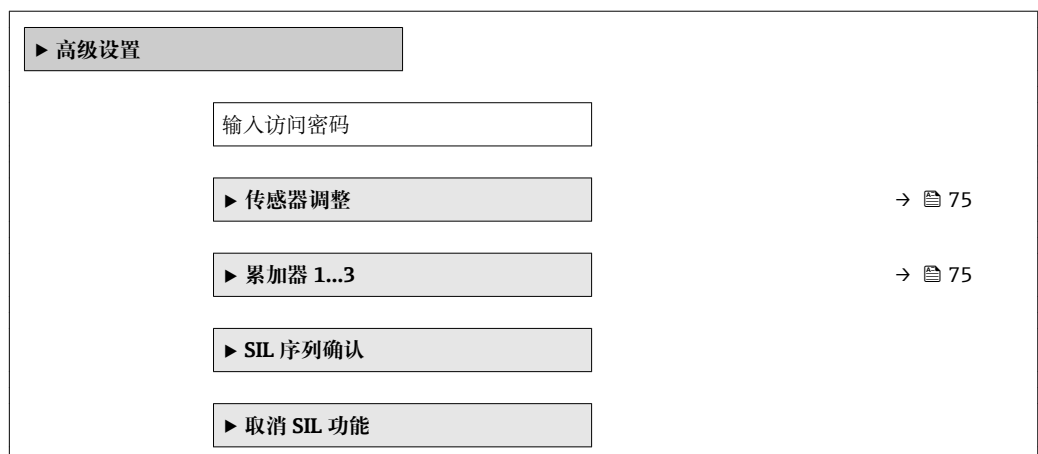 ▶ 高级设置
输入访问密码
▶ 传感器调整 → 75
▶ 累加器 1…3 → 75
▶ SIL 序列确认
▶ 取消 SIL 功能